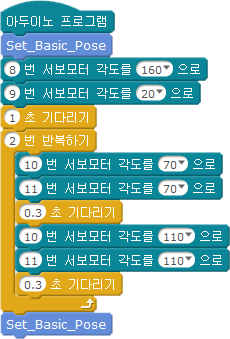 아두이노 프로그램
Set_Basic_Pose
8 번 서보모터 각도를 160 으로
9 번 서보모터 각도를 20 으로
1 초 기다리기
2 번 반복하기
10 번 서보모터 각도를 70 으로
11 번 서보모터 각도를 70 으로
0.3 초 기다리기
10 번 서보모터 각도를 110 으로
11 번 서보모터 각도를 110 으로
0.3 초 기다리기
Set_Basic_Pose